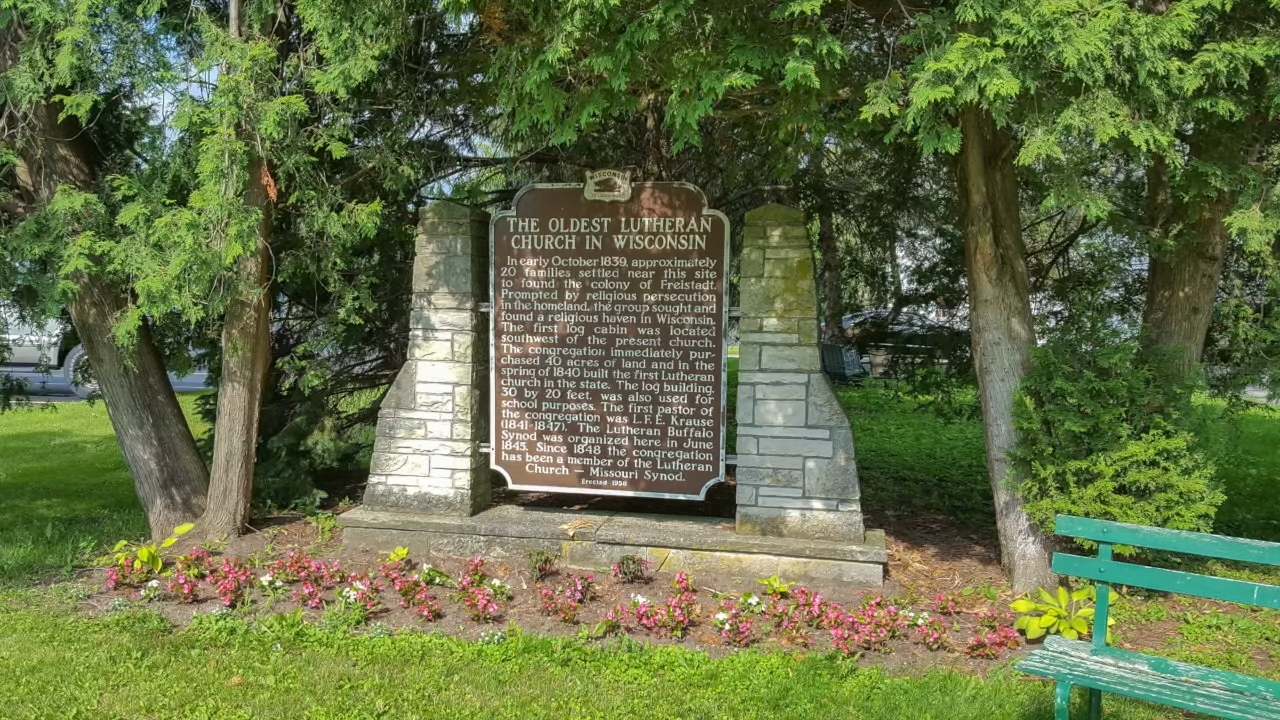 WISCONSIN
THE OLDEST LUTHERAN
CHURCH IN WISCONSIN
In early October 1839, approximately
20 families settled near this site
to found the colony of Freistadt.
Prompted by religious persecution
in the homeland, the group sought and
found a religious haven in Wisconsin.
The first log cabin was located
southwest of the present church.
The congregation immediately pur-
chased 40 acres of land and in the
spring of 1840 built the first Lutheran
church in the state. The log building,
30 by 20 feet, was also used for
school purposes. The first pastor of
the congregation was L.F.E. Krause
(1841-1847). The Lutheran Buffalo
Synod was organized here in June
1845. Since 1848 the congregation
has been a member of the Lutheran
Church — Missouri Synod.
Erected 1958